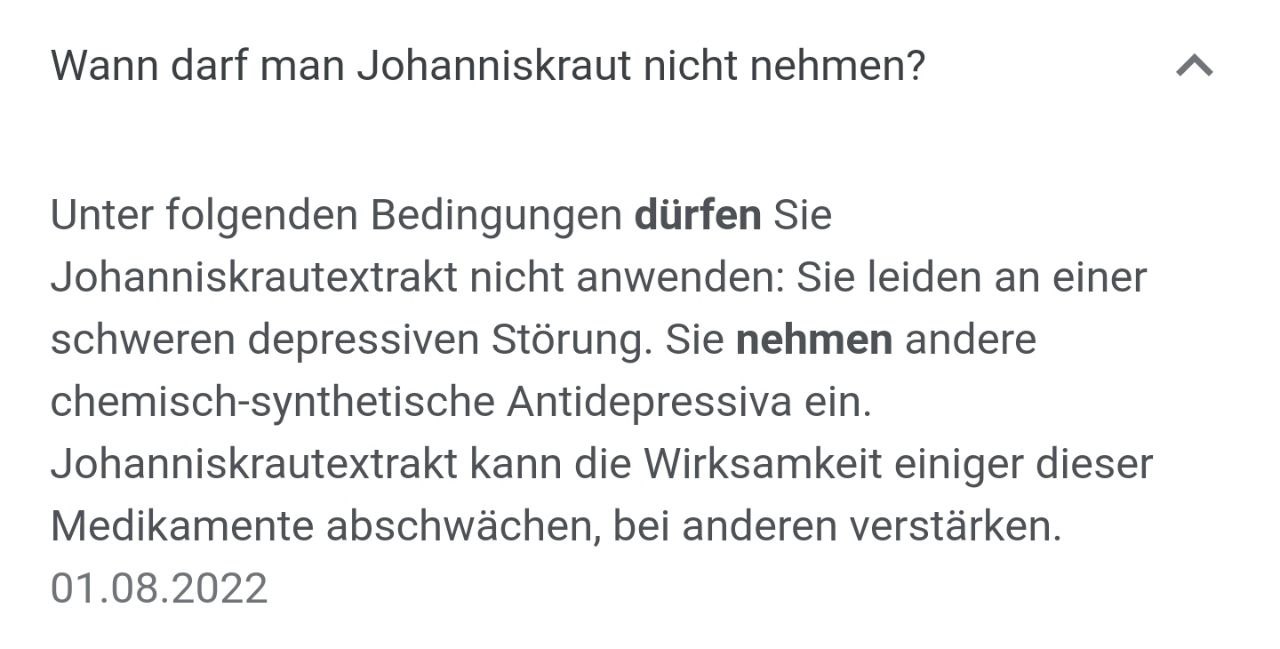 Wann darf man Johanniskraut nicht nehmen?
Unter folgenden Bedingungen dürfen Sie
Johanniskrautextrakt nicht anwenden: Sie leiden an einer
schweren depressiven Störung. Sie nehmen andere
chemisch-synthetische Antidepressiva ein.
Johanniskrautextrakt kann die Wirksamkeit einiger dieser
Medikamente abschwächen, bei anderen verstärken.
01.08.2022